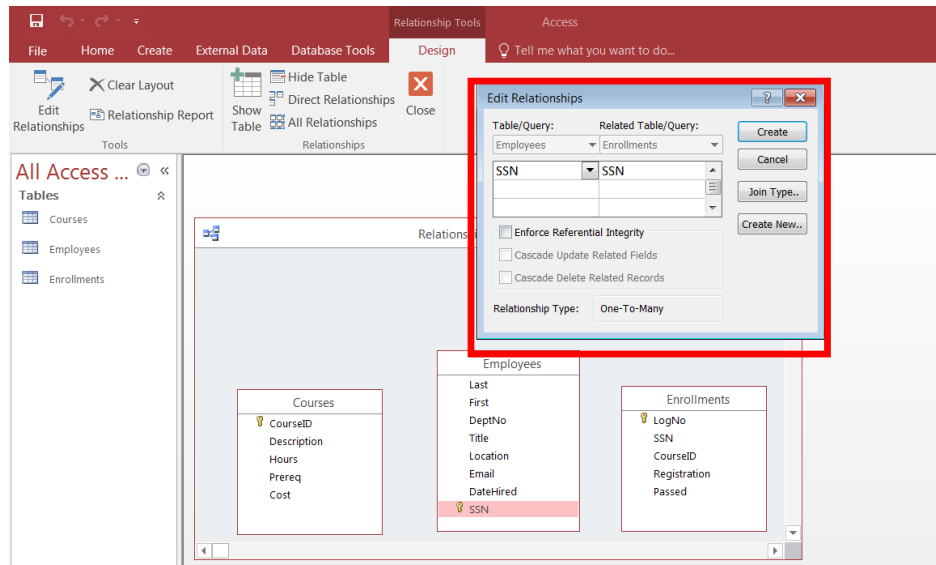 Relationship Tools
Access
File Home Create External Data Database Tools Design Tell me what you want to do...
Edit Relationships
Clear Layout
Relationship Report
Tools
Show Table
Hide Table
Direct Relationships
All Relationships
Relationships
Close
All Access ... «
Tables
Courses
Employees
Enrollments
Relationsi
Edit Relationships ?
Table/Query: Related Table/Query:
Employees Enrollments
SSN SSN
Enforce Referential Integrity
Cascade Update Related Fields
Cascade Delete Related Records
Relationship Type: One-To-Many
Create
Cancel
Join Type..
Create New..
Courses
CourseID
Description
Hours
Prereq
Cost
Employees
Last
First
DeptNo
Title
Location
Email
DateHired
SSN
Enrollments
LogNo
SSN
CourseID
Registration
Passed